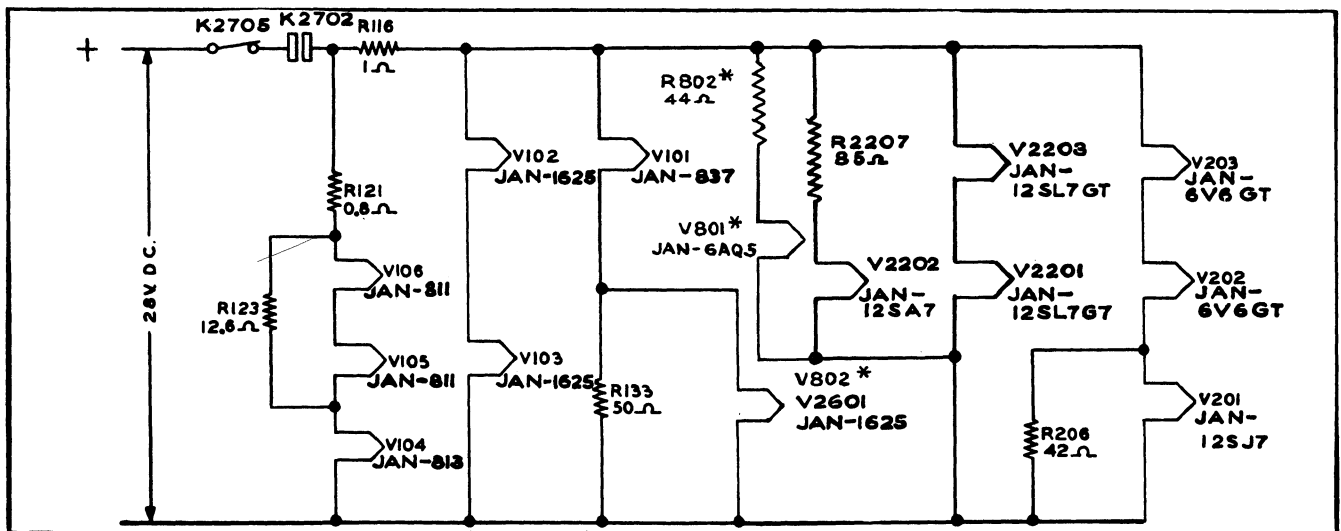 K2705
K2702
R116
1Ω
+
28V. D C.
R121
0.8Ω
V106
JAN-811
R123
12.6Ω
V105
JAN-811
V104
JAN-813
V102
JAN-1625
V103
JAN-1625
V101
JAN-837
R133
50Ω
R802*
44Ω
V801*
JAN-6AQ5
V802 *
V2601
JAN-1625
R2207
85Ω
V2202
JAN-
12SA7
V2203
JAN-
12SL7GT
V2201
JAN-
12SL7G7
V203
JAN-
6V6 GT
V202
JAN-
6V6GT
V201
JAN-
12SJ7
R206
42Ω